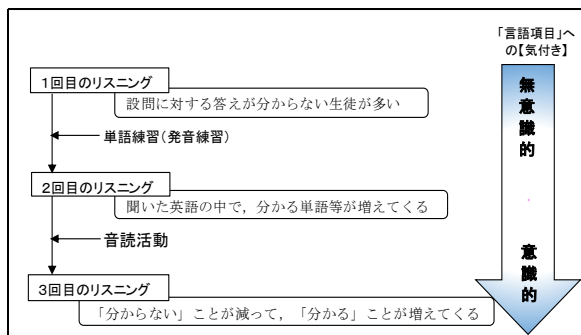 「言語項目」へ
の【気付き】
1回目のリスニング
設問に対する答えが分からない生徒が多い
単語練習(発音練習)
2回目のリスニング
聞いた英語の中で，分かる単語等が増えてくる
音読活動
3回目のリスニング
「分からない」ことが減って，「分かる」ことが増えてくる
無意識的
意識的